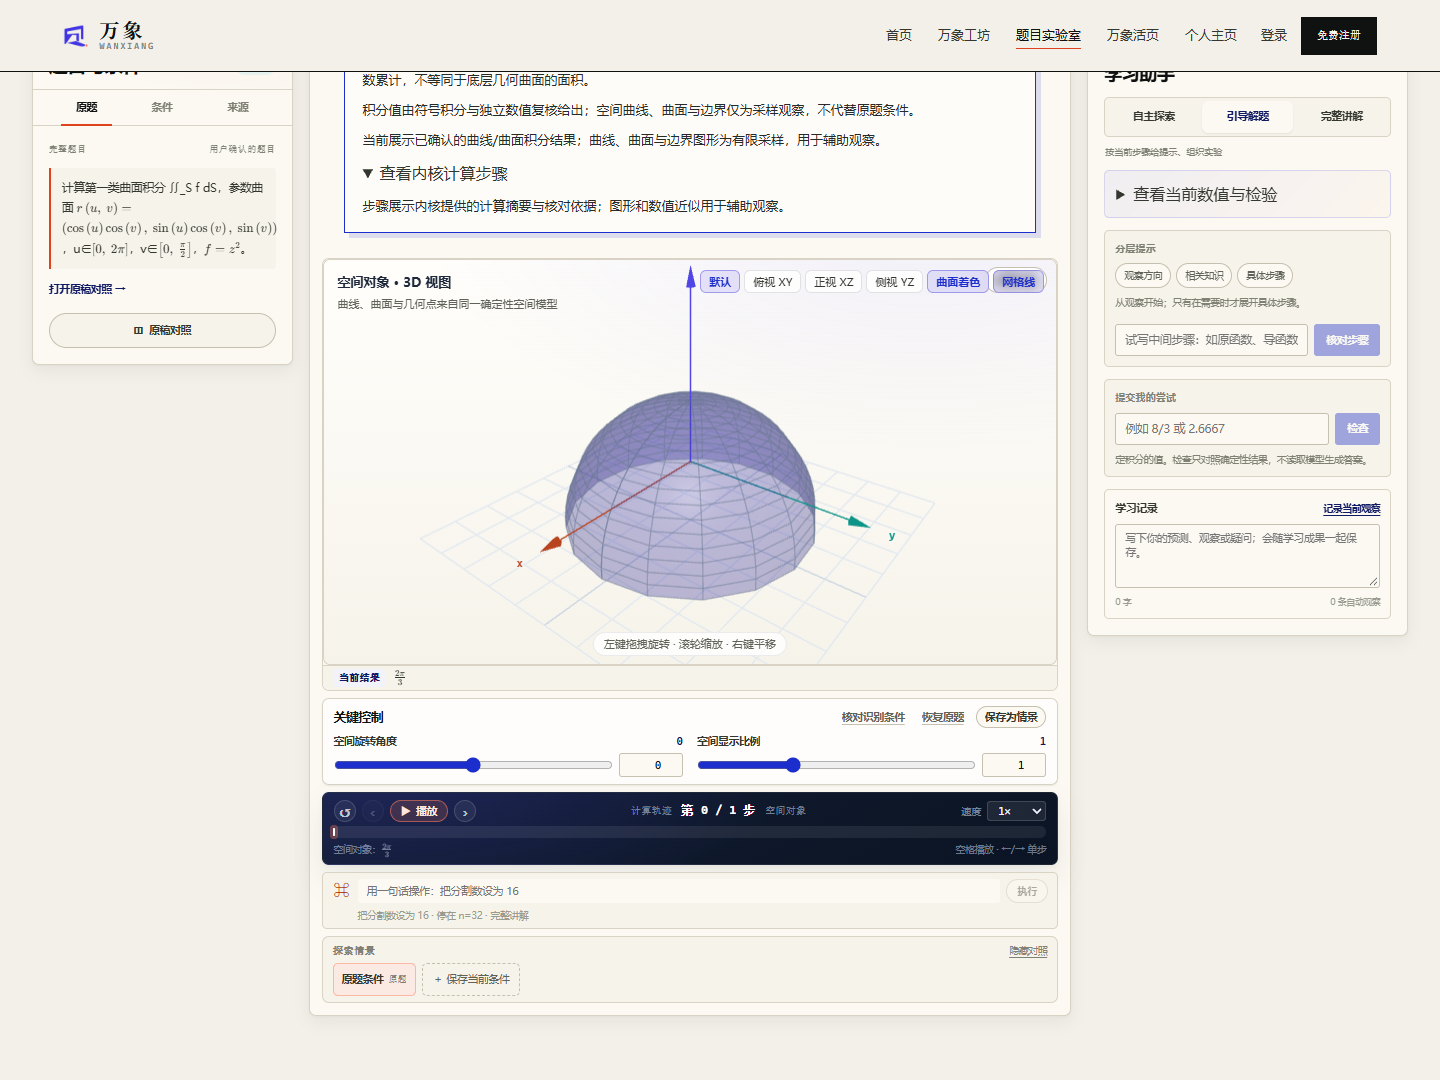 万象
WANXIANG
首页
万象工坊
题目实验室
万象活页
个人主页
登录
免费注册
原题
条件
来源
完整题目
用户确认的题目
计算第一类曲面积分 ∬_S f dS，参数曲
面 r (u, v) =
(cos (u) cos (v) , sin (u) cos (v) , sin (v))
，u∈[0, 2π]，v∈[0, π/2]，f = z²。
打开原稿对照 →
原稿对照
数累计，不等同于底层几何曲面的面积。
积分值由符号积分与独立数值复核给出；空间曲线、曲面与边界仅为采样观察，不代替原题条件。
当前展示已确认的曲线/曲面积分结果；曲线、曲面与边界图形为有限采样，用于辅助观察。
▼ 查看内核计算步骤
步骤展示内核提供的计算摘要与核对依据；图形和数值近似用于辅助观察。
空间对象 • 3D 视图
曲线、曲面与几何点来自同一确定性空间模型
默认
俯视 XY
正视 XZ
侧视 YZ
曲面着色
网格线
x
y
左键拖拽旋转 · 滚轮缩放 · 右键平移
当前结果 2π/3
关键控制
核对识别条件
恢复原题
保存为情景
空间旋转角度 0
0
空间显示比例 1
1
↺ ‹ ▶ 播放 ›
计算轨迹 第 0 / 1 步 空间对象
速度 1×
空间对象： 2π/3
空格播放 · ←/→ 单步
⌘ 用一句话操作：把分割数设为 16
执行
把分割数设为 16 · 停在 n=32 · 完整讲解
探索情景
隐藏对照
原题条件 原题
+ 保存当前条件
学习助手
自主探索
引导解题
完整讲解
按当前步骤给提示、组织实验
▶ 查看当前数值与检验
分层提示
观察方向
相关知识
具体步骤
从观察开始；只有在需要时才展开具体步骤。
试写中间步骤：如原函数、导函数
核对步骤
提交我的尝试
例如 8/3 或 2.6667
检查
定积分的值。检查只对照确定性结果，不读取模型生成答案。
学习记录
记录当前观察
写下你的预测、观察或疑问；会随学习成果一起保
存。
0 字
0 条自动观察